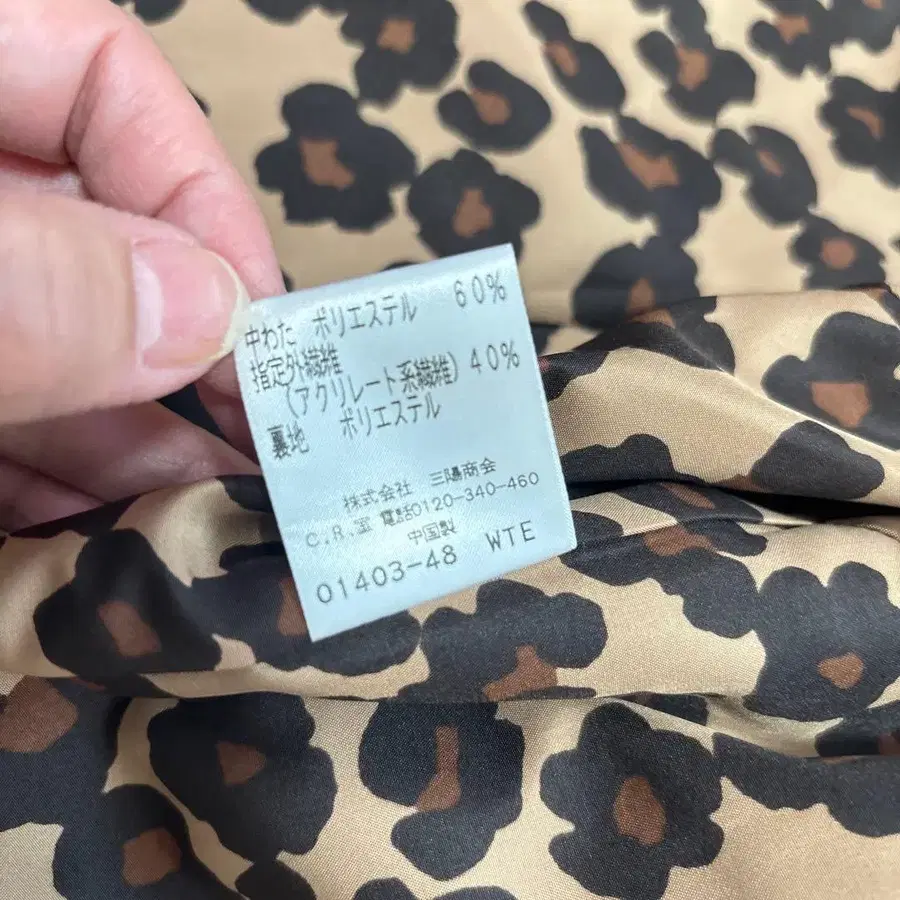 中わた ポリエステル 60%
指定外繊維
(アクリレート系繊維) 40%
裏地 ポリエステル
株式会社 三陽商会
C.R.室 電話0120-340-460
中国製
01403-48 WTE